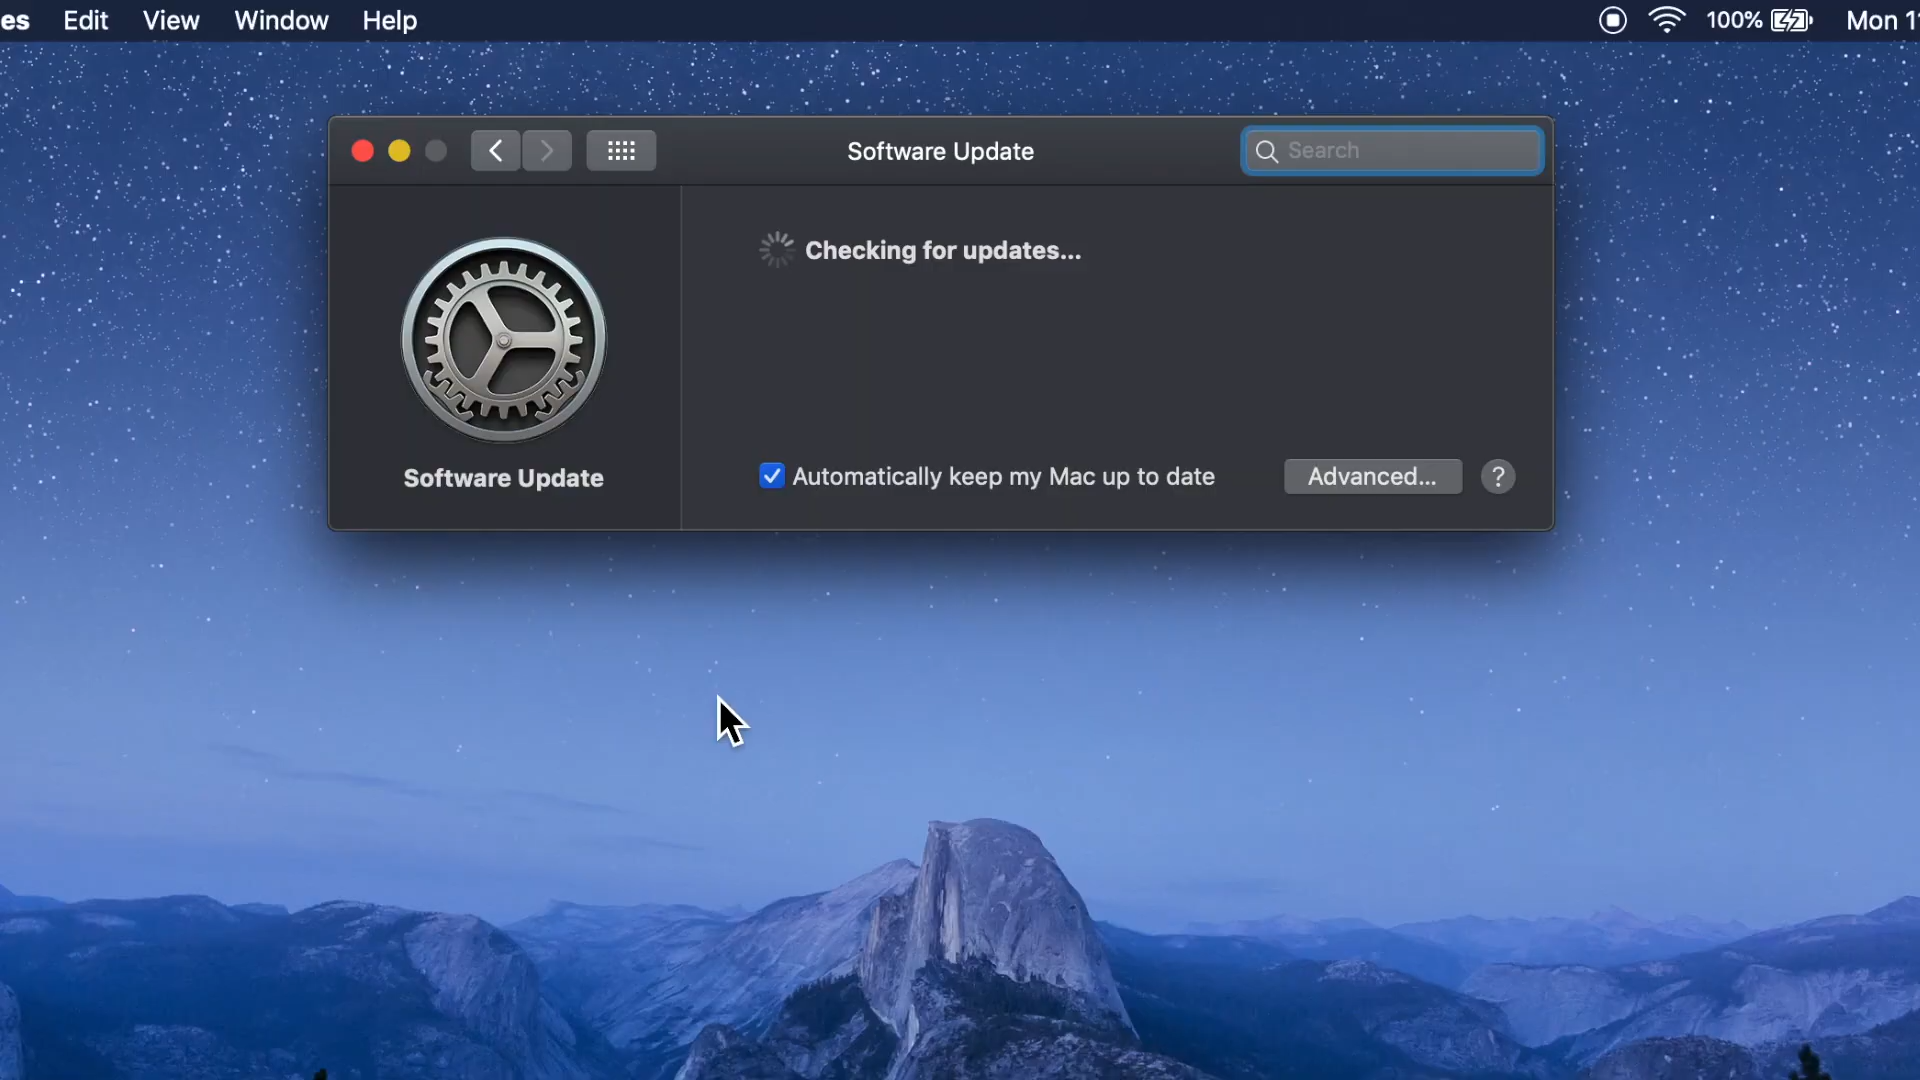 es Edit View Window Help 100% Mon 1
Software Update
Search
Checking for updates...
Software Update
Automatically keep my Mac up to date
Advanced...
?